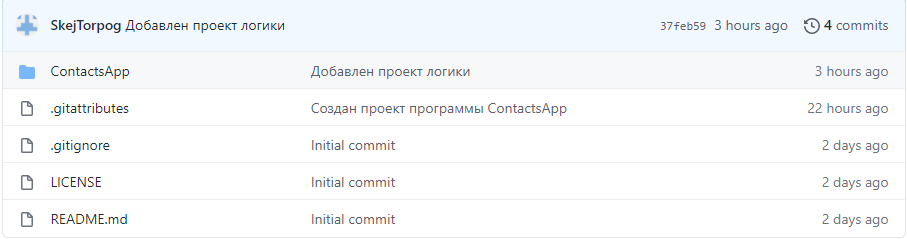 SkejTorpog Добавлен проект логики 37feb59 3 hours ago 4 commits
ContactsApp Добавлен проект логики 3 hours ago
.gitattributes Создан проект программы ContactsApp 22 hours ago
.gitignore Initial commit 2 days ago
LICENSE Initial commit 2 days ago
README.md Initial commit 2 days ago